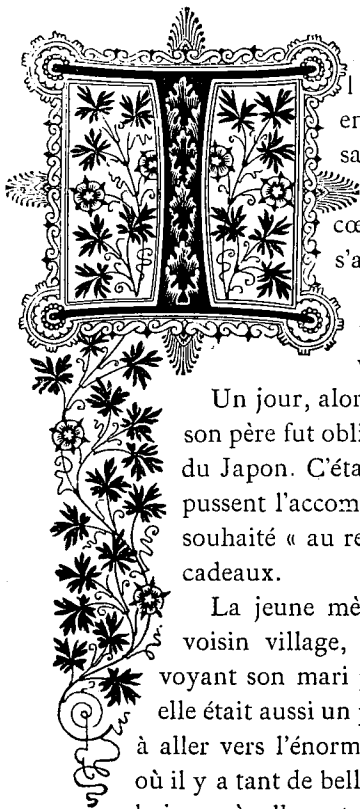 Il
en
sa
cœ
s'a
v
Un jour, alor
son père fut obli
du Japon. C'éta
pussent l'accom
souhaité « au re
cadeaux.
La jeune mè
voisin village,
voyant son mari
elle était aussi un
à aller vers l'énorm
où il y a tant de bell